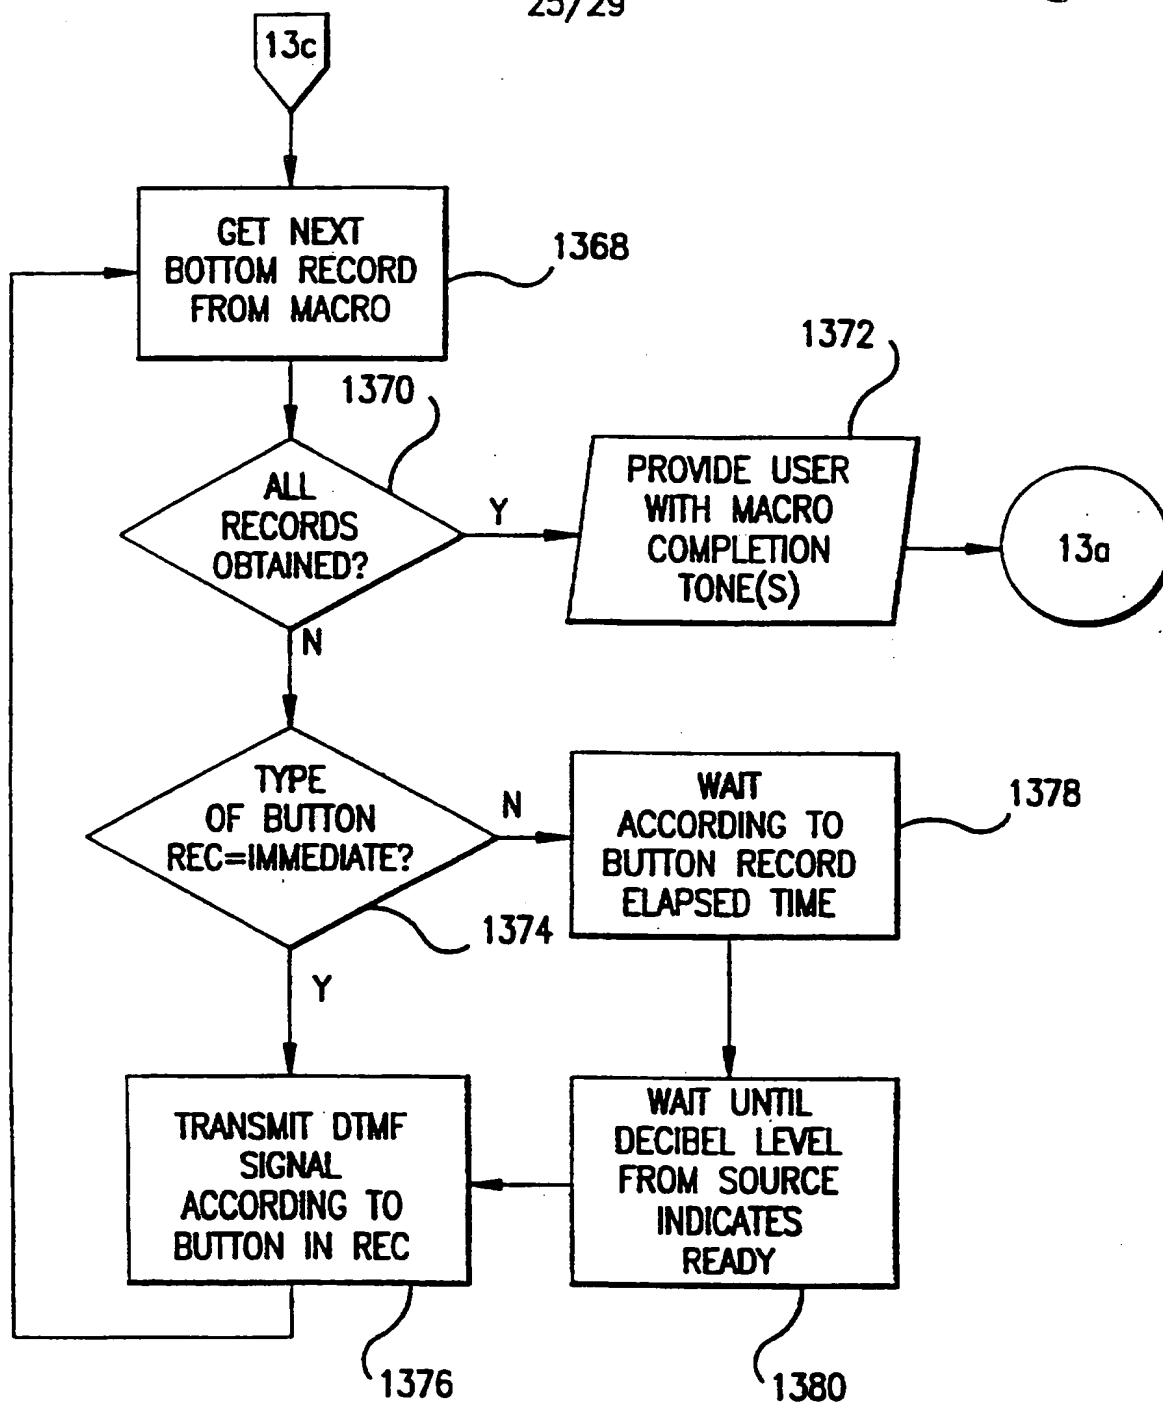 25/29
13c
GET NEXT
BOTTOM RECORD
FROM MACRO
1368
1370
1372
ALL
RECORDS
OBTAINED?
Y
PROVIDE USER
WITH MACRO
COMPLETION
TONE(S)
13a
N
TYPE
OF BUTTON
REC=IMMEDIATE?
N
WAIT
ACCORDING TO
BUTTON RECORD
ELAPSED TIME
1378
1374
Y
TRANSMIT DTMF
SIGNAL
ACCORDING TO
BUTTON IN REC
WAIT UNTIL
DECIBEL LEVEL
FROM SOURCE
INDICATES
READY
1376
1380